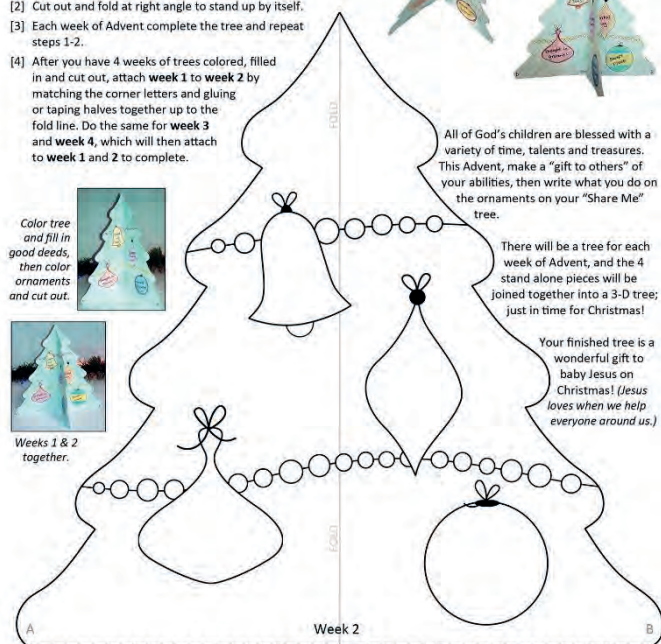 [2] Cut out and fold at right angle to stand up by itself.
[3] Each week of Advent complete the tree and repeat
steps 1-2.
[4] After you have 4 weeks of trees colored, filled
in and cut out, attach week 1 to week 2 by
matching the corner letters and gluing
or taping halves together up to the
fold line. Do the same for week 3
and week 4, which will then attach
to week 1 and 2 to complete.
FOLD
All of God's children are blessed with a
variety of time, talents and treasures.
This Advent, make a "gift to others" of
your abilities, then write what you do on
the ornaments on your "Share Me"
tree.
Color tree
and fill in
good deeds,
then color
ornaments
and cut out.
There will be a tree for each
week of Advent, and the 4
stand alone pieces will be
joined together into a 3-D tree;
just in time for Christmas!
Your finished tree is a
wonderful gift to
baby Jesus on
Christmas! (Jesus
loves when we help
everyone around us.)
Weeks 1 & 2
together.
FOLD
A
Week 2
B